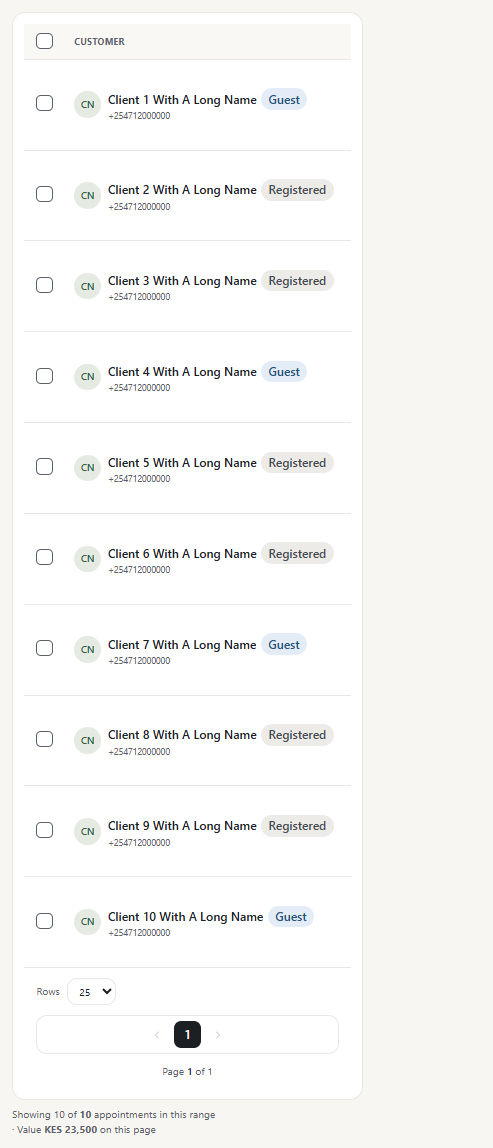 CUSTOMER
CN Client 1 With A Long Name Guest
+254712000000
CN Client 2 With A Long Name Registered
+254712000000
CN Client 3 With A Long Name Registered
+254712000000
CN Client 4 With A Long Name Guest
+254712000000
CN Client 5 With A Long Name Registered
+254712000000
CN Client 6 With A Long Name Registered
+254712000000
CN Client 7 With A Long Name Guest
+254712000000
CN Client 8 With A Long Name Registered
+254712000000
CN Client 9 With A Long Name Registered
+254712000000
CN Client 10 With A Long Name Guest
+254712000000
Rows 25
‹ 1 ›
Page 1 of 1
Showing 10 of 10 appointments in this range
· Value KES 23,500 on this page